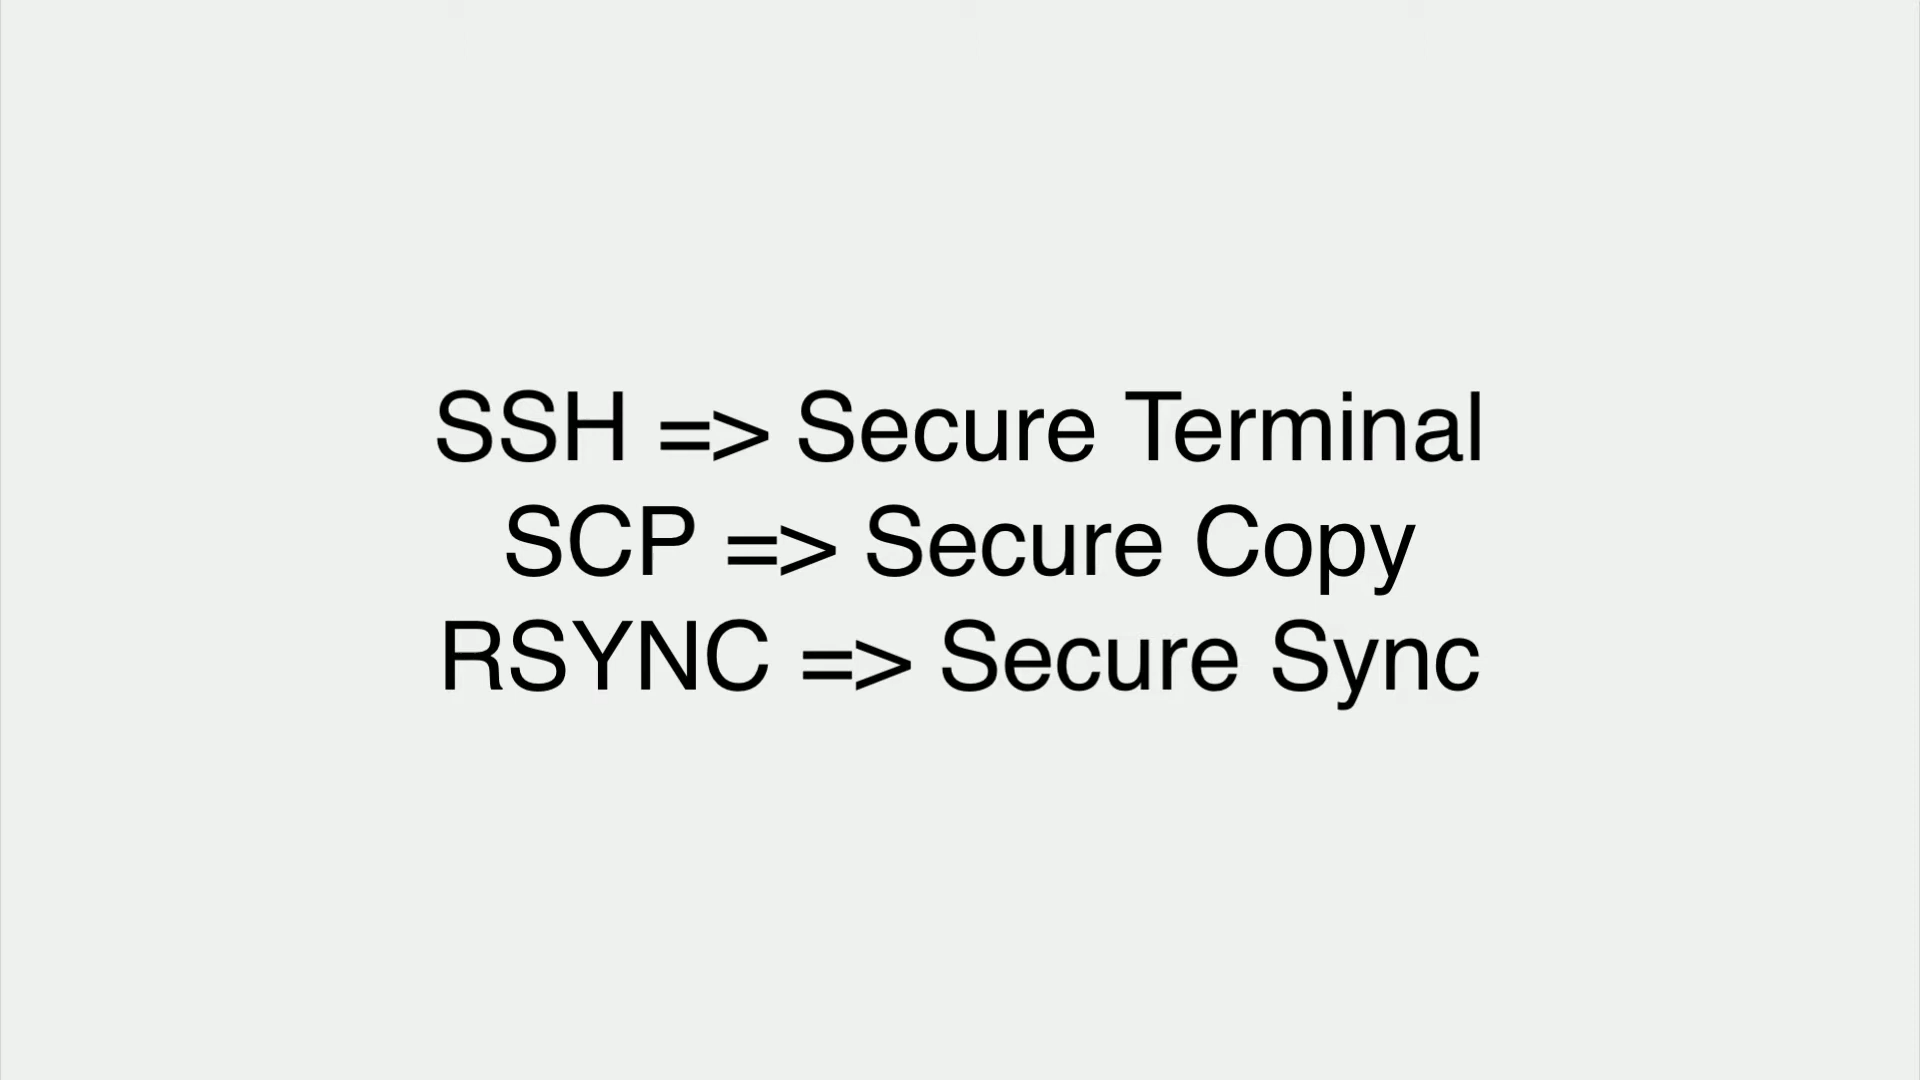 SSH => Secure Terminal
SCP => Secure Copy
RSYNC => Secure Sync